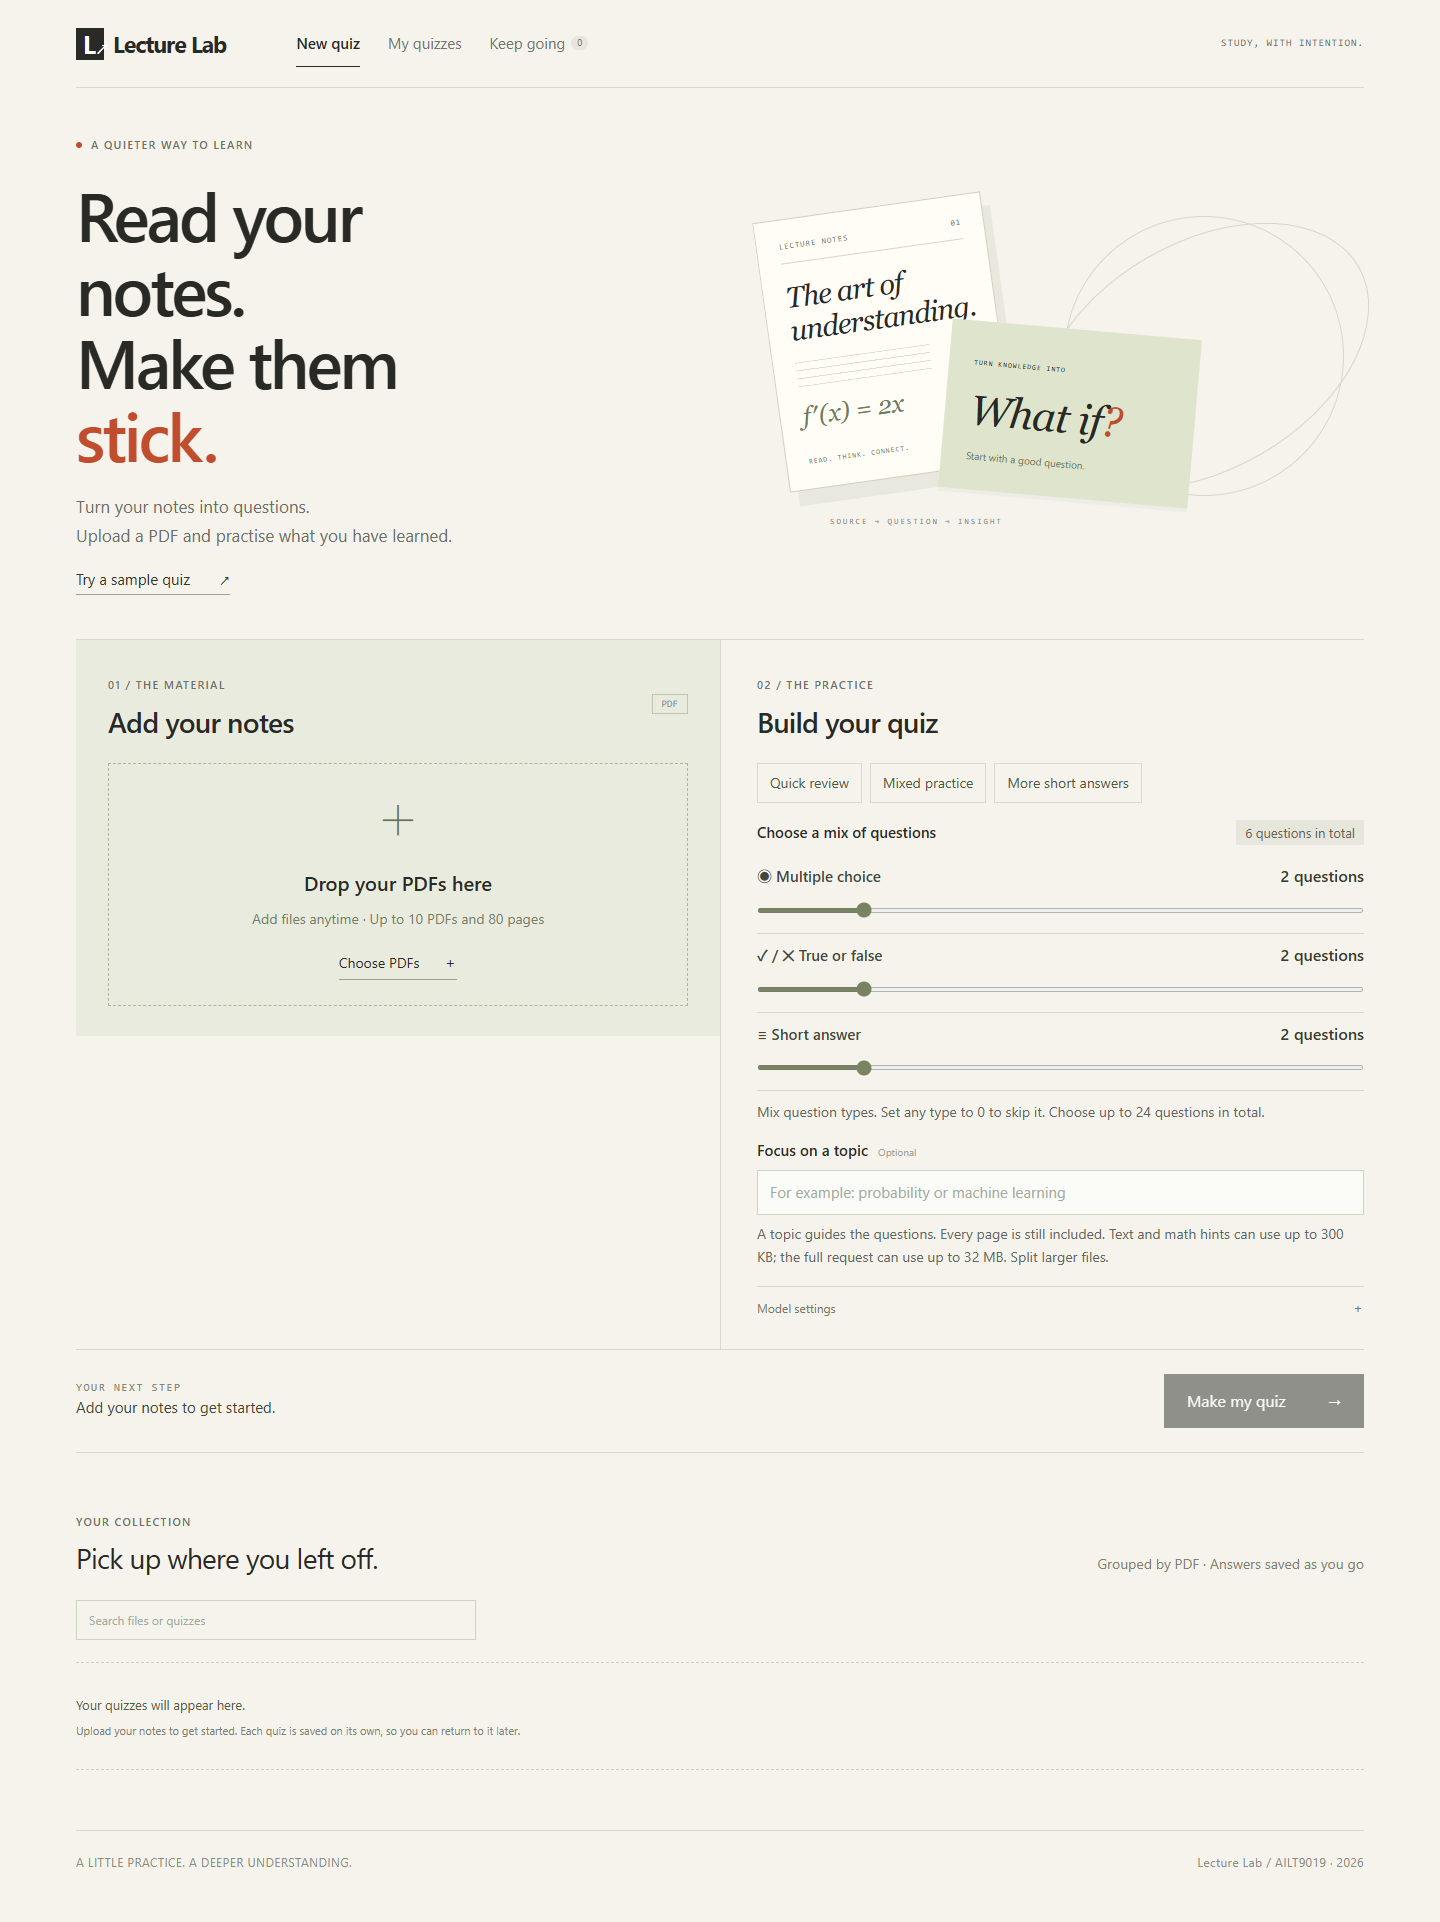 L Lecture Lab
New quiz
My quizzes
Keep going 0
STUDY, WITH INTENTION.
A QUIETER WAY TO LEARN
Read your
notes.
Make them
stick.
Turn your notes into questions.
Upload a PDF and practise what you have learned.
Try a sample quiz ↗
LECTURE NOTES 01
The art of
understanding.
f′(x) = 2x
READ. THINK. CONNECT.
TURN KNOWLEDGE INTO
What if?
Start with a good question.
SOURCE → QUESTION → INSIGHT
01 / THE MATERIAL
Add your notes
PDF
Drop your PDFs here
Add files anytime · Up to 10 PDFs and 80 pages
Choose PDFs +
02 / THE PRACTICE
Build your quiz
Quick review
Mixed practice
More short answers
Choose a mix of questions
6 questions in total
◉ Multiple choice
2 questions
✓ / ✕ True or false
2 questions
≡ Short answer
2 questions
Mix question types. Set any type to 0 to skip it. Choose up to 24 questions in total.
Focus on a topic Optional
For example: probability or machine learning
A topic guides the questions. Every page is still included. Text and math hints can use up to 300
KB; the full request can use up to 32 MB. Split larger files.
Model settings +
YOUR NEXT STEP
Add your notes to get started.
Make my quiz →
YOUR COLLECTION
Pick up where you left off.
Grouped by PDF · Answers saved as you go
Search files or quizzes
Your quizzes will appear here.
Upload your notes to get started. Each quiz is saved on its own, so you can return to it later.
A LITTLE PRACTICE. A DEEPER UNDERSTANDING.
Lecture Lab / AILT9019 · 2026